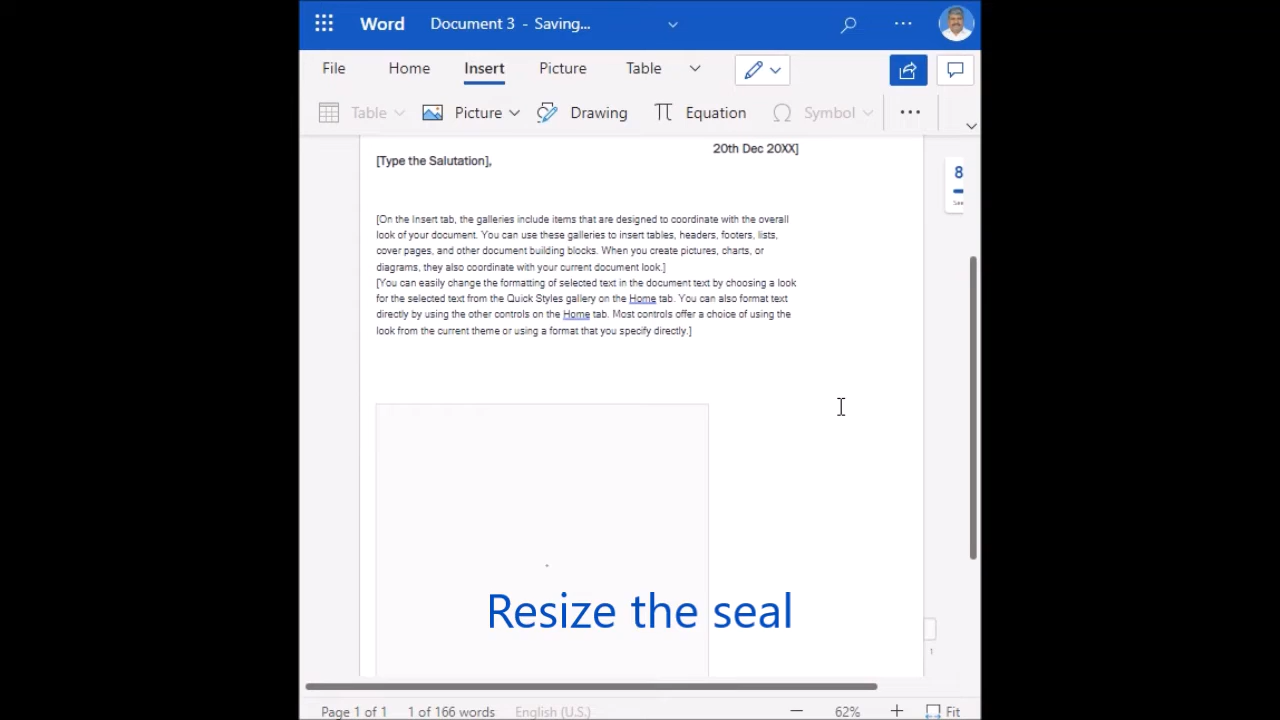 Word Document 3 - Saving...
File Home Insert Picture Table
Table Picture Drawing Equation Symbol
20th Dec 20XX]
[Type the Salutation],
8
[On the Insert tab, the galleries include items that are designed to coordinate with the overall
look of your document. You can use these galleries to insert tables, headers, footers, lists,
cover pages, and other document building blocks. When you create pictures, charts, or
diagrams, they also coordinate with your current document look.]
[You can easily change the formatting of selected text in the document text by choosing a look
for the selected text from the Quick Styles gallery on the Home tab. You can also format text
directly by using the other controls on the Home tab. Most controls offer a choice of using the
look from the current theme or using a format that you specify directly.]
Resize the seal
1
Page 1 of 1 1 of 166 words English (U.S.) 62% Fit